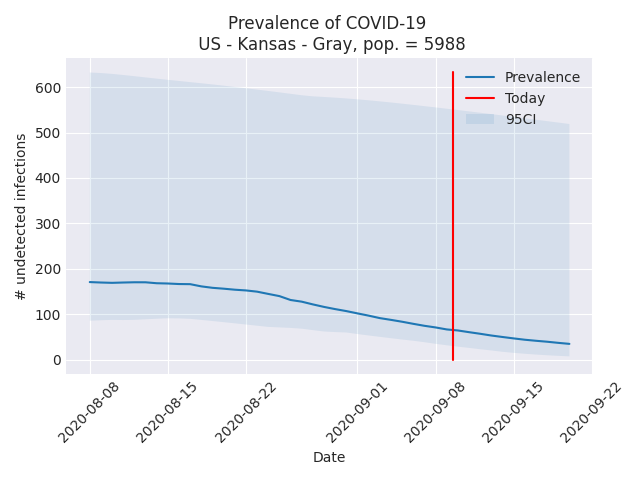 Prevalence of COVID-19
US - Kansas - Gray, pop. = 5988
Prevalence
Today
95CI
# undetected infections
600
500
400
300
200
100
0
2020-08-08
2020-08-15
2020-08-22
2020-09-01
2020-09-08
2020-09-15
2020-09-22
Date